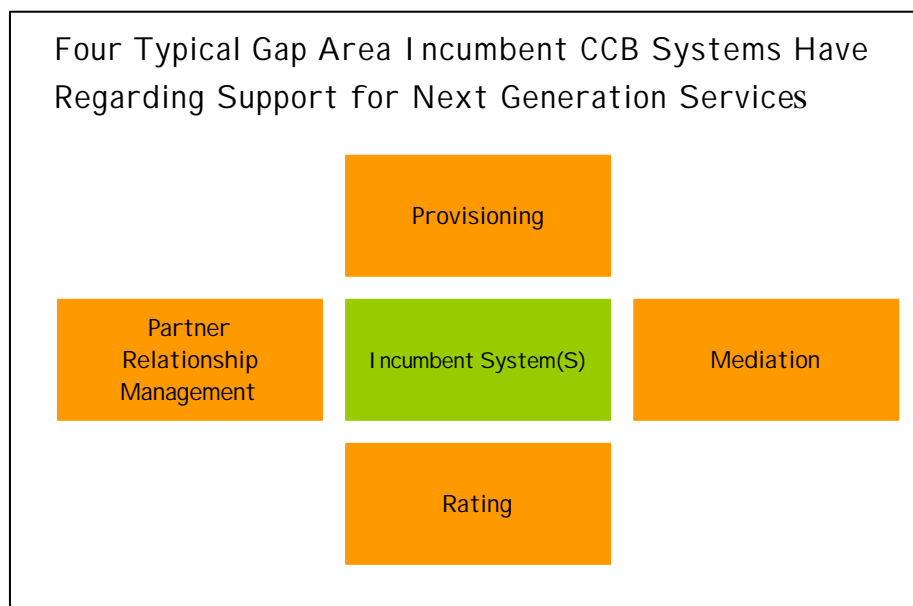 Four Typical Gap Area Incumbent CCB Systems Have
Regarding Support for Next Generation Services
Provisioning
Partner
Relationship
Management
Incumbent System(S)
Mediation
Rating